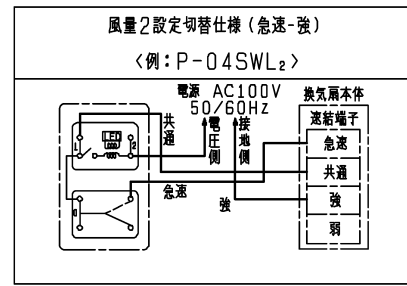 風量2設定切替仕様（急速-強）
〈例：P-04SWL₂〉
電源 AC100V
50/60Hz
換気扇本体
速結端子
共通
電圧側
接地側
LED
1
2
急速
共通
強
弱
急速
強
0